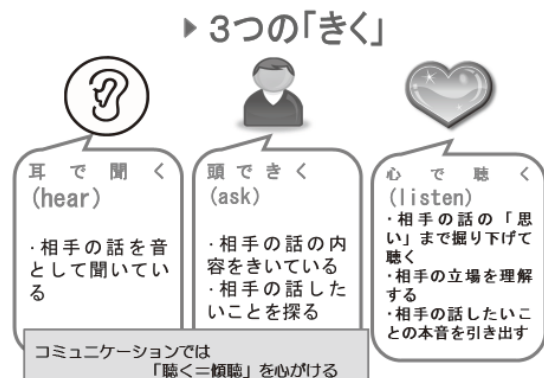 ▶ 3つの「きく」
耳で聞く
(hear)
・相手の話を音
として聞いてい
る
頭できく
(ask)
・相手の話の内
容をきいている
・相手の話した
いことを探る
心で聴く
(listen)
・相手の話の「思
い」まで掘り下げて
聴く
・相手の立場を理解
する
・相手の話したいこ
との本音を引き出す
コミュニケーションでは
「聴く＝傾聴」を心がける